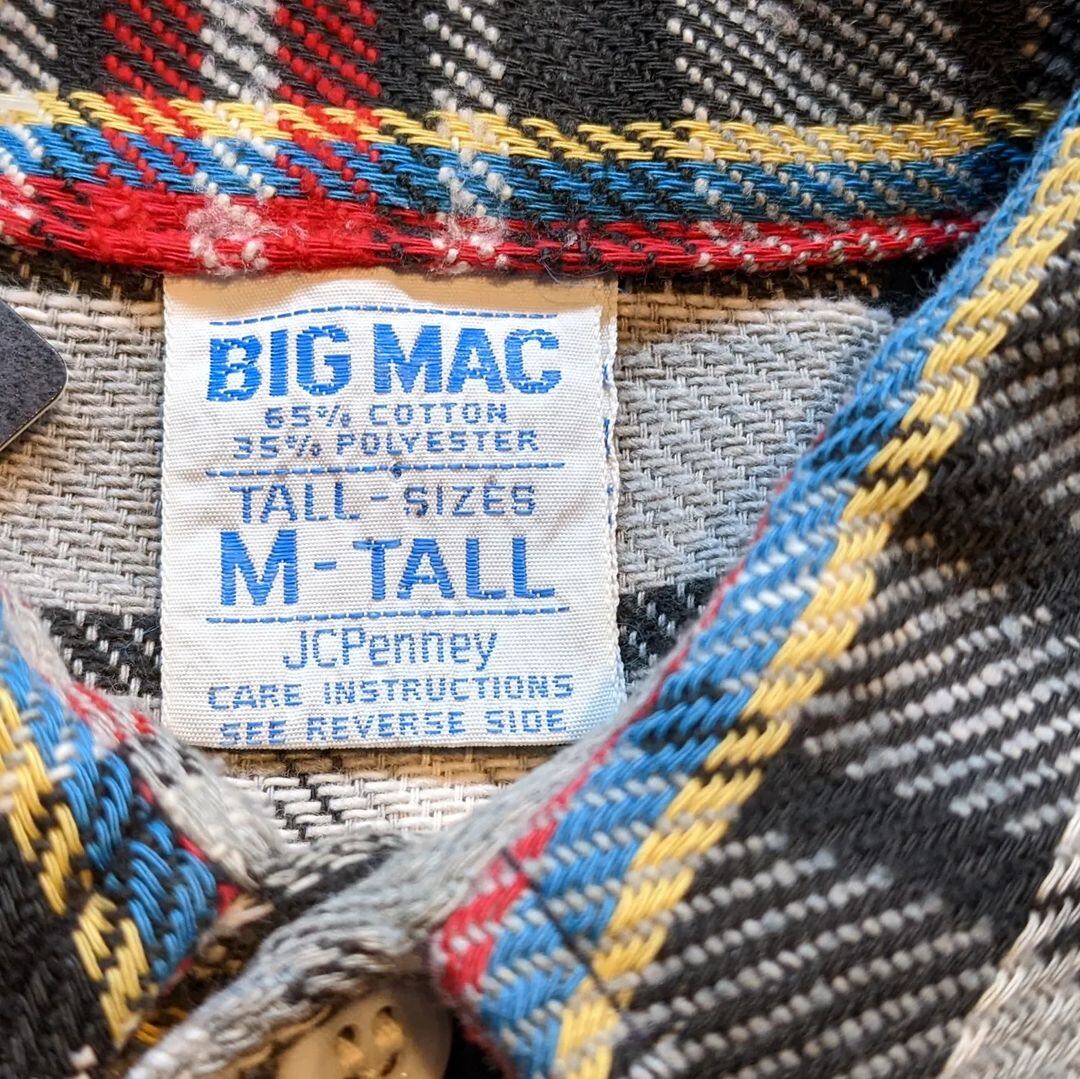 BIG MAC
65% COTTON
35% POLYESTER
TALL - SIZES
M - TALL
JCPenney
CARE INSTRUCTIONS
SEE REVERSE SIDE